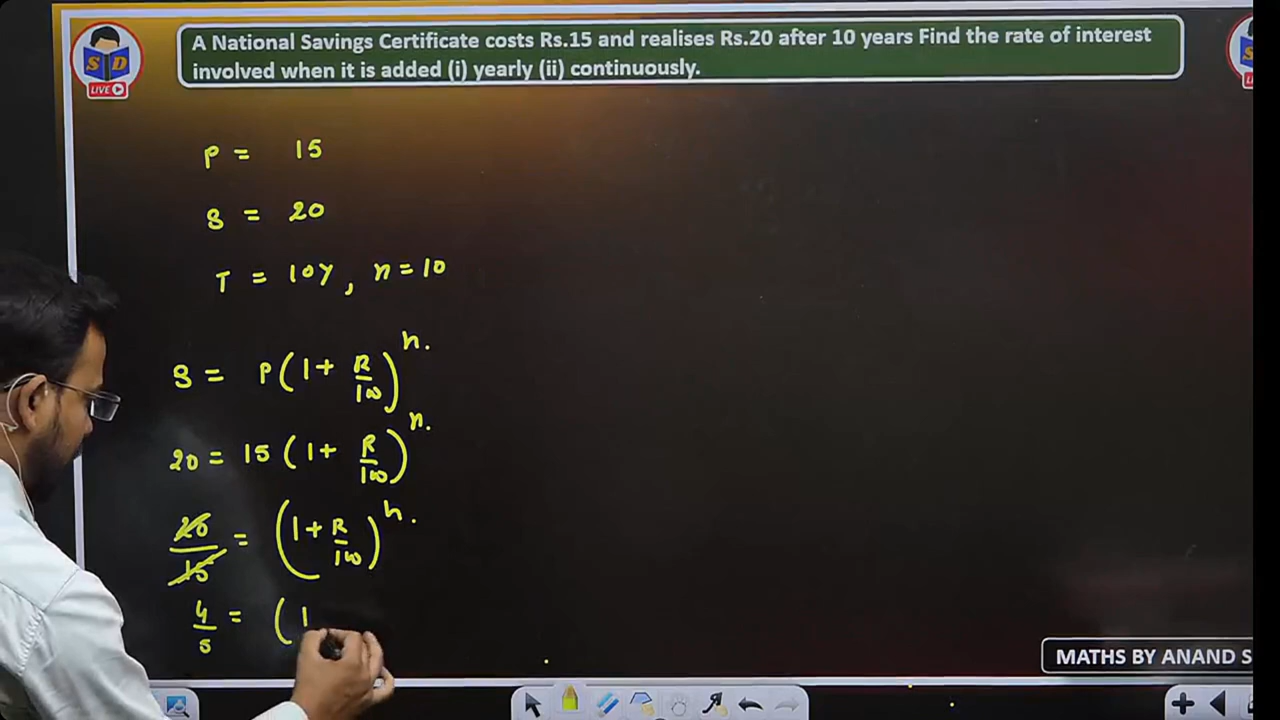 A National Savings Certificate costs Rs.15 and realises Rs.20 after 10 years Find the rate of interest
involved when it is added (i) yearly (ii) continuously.
S D
LIVE
P = 15
S = 20
T = 10Y, n = 10
S = P(1 + R/100)^n.
20 = 15(1 + R/100)^n.
20/15 = (1 + R/100)^n.
4/5 = (1
MATHS BY ANAND S